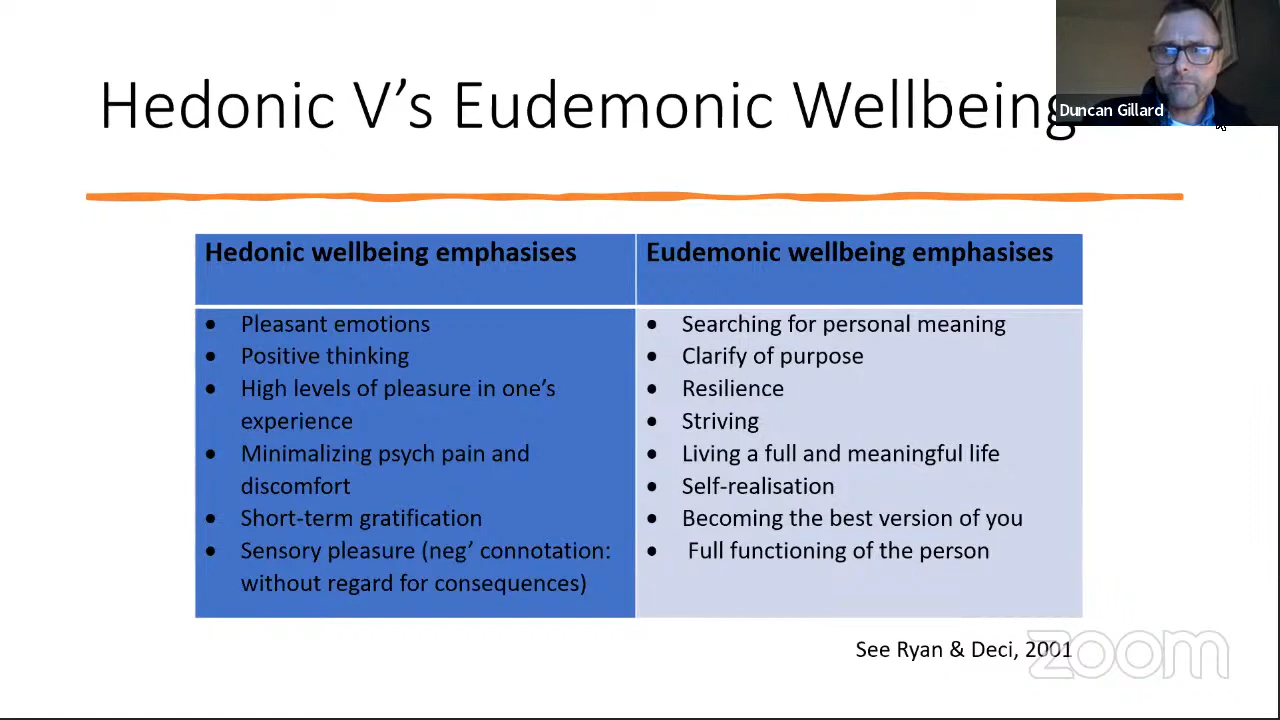 Hedonic V's Eudemonic Wellbeing
Duncan Gillard
Hedonic wellbeing emphasises
Eudemonic wellbeing emphasises
• Pleasant emotions
• Positive thinking
• High levels of pleasure in one's
experience
• Minimalizing psych pain and
discomfort
• Short-term gratification
• Sensory pleasure (neg' connotation:
without regard for consequences)
• Searching for personal meaning
• Clarify of purpose
• Resilience
• Striving
• Living a full and meaningful life
• Self-realisation
• Becoming the best version of you
• Full functioning of the person
See Ryan & Deci, 2001
zoom